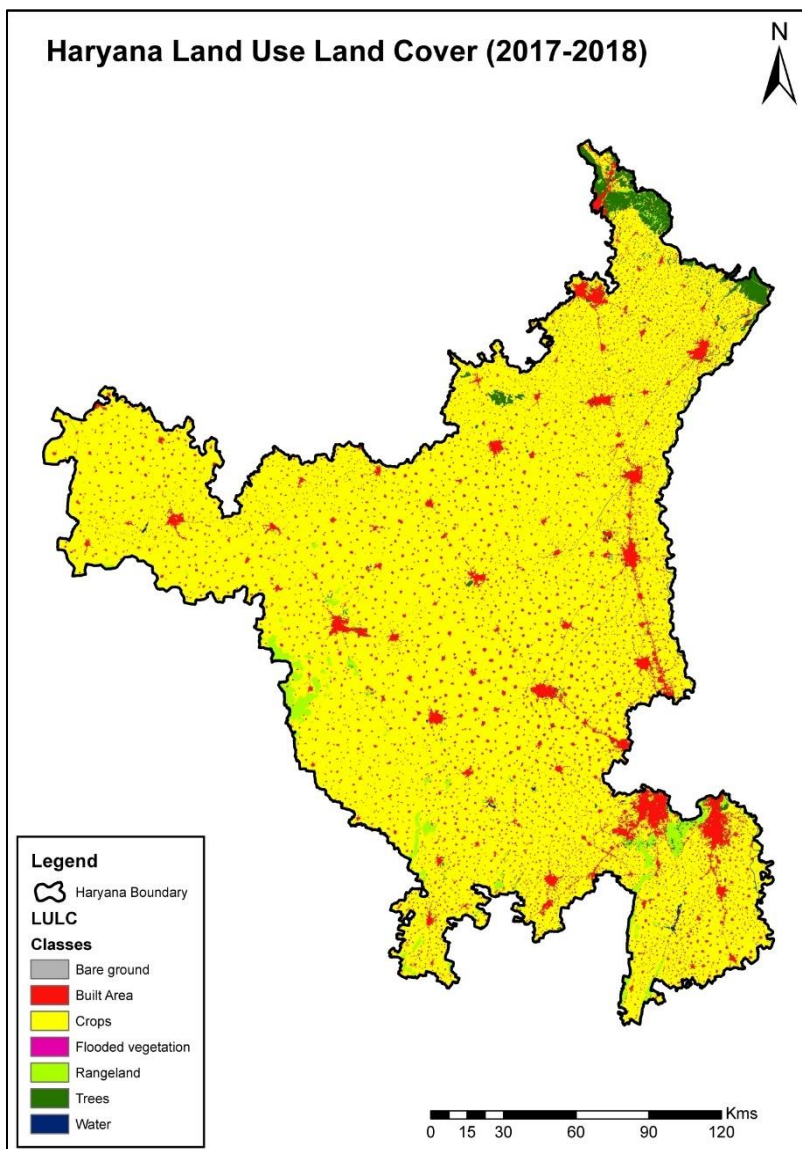 Haryana Land Use Land Cover (2017-2018)
N
Legend
Haryana Boundary
LULC
Classes
Bare ground
Built Area
Crops
Flooded vegetation
Rangeland
Trees
Water
Kms
0 15 30 60 90 120